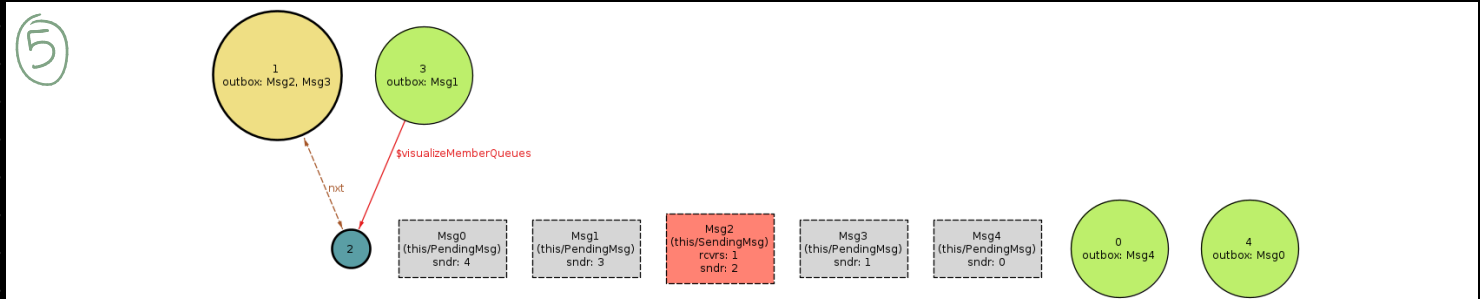 5
1
outbox: Msg2, Msg3
3
outbox: Msg1
$visualizeMemberQueues
nxt
2
Msg0
(this/PendingMsg)
sndr: 4
Msg1
(this/PendingMsg)
sndr: 3
Msg2
(this/SendingMsg)
rcvrs: 1
sndr: 2
Msg3
(this/PendingMsg)
sndr: 1
Msg4
(this/PendingMsg)
sndr: 0
0
outbox: Msg4
4
outbox: Msg0